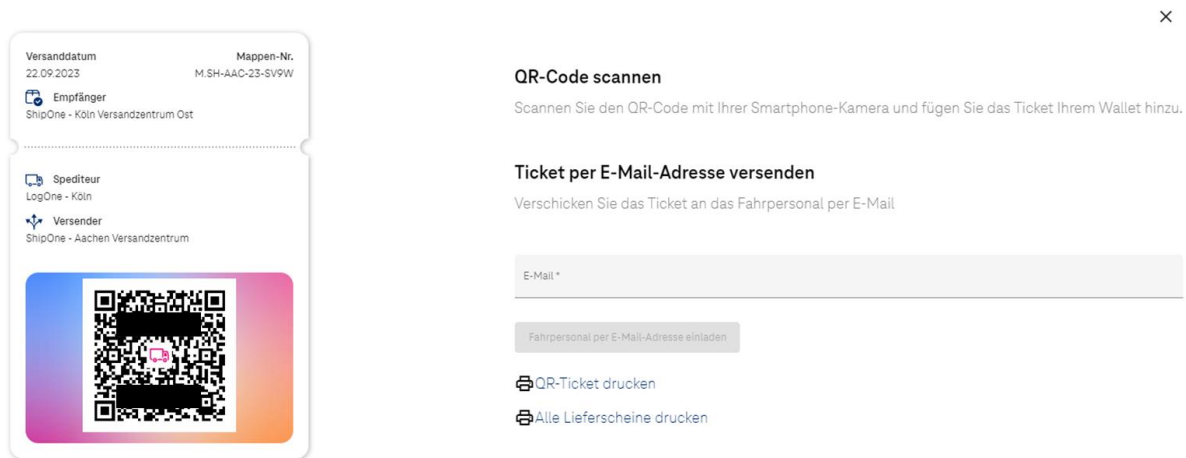 Versanddatum Mappen-Nr.
22.09.2023 M.SH-AAC-23-SV9W
Empfänger
ShipOne - Köln Versandzentrum Ost
Spediteur
LogOne - Köln
Versender
ShipOne - Aachen Versandzentrum
QR-Code scannen
Scannen Sie den QR-Code mit Ihrer Smartphone-Kamera und fügen Sie das Ticket Ihrem Wallet hinzu.
Ticket per E-Mail-Adresse versenden
Verschicken Sie das Ticket an das Fahrpersonal per E-Mail
E-Mail *
Fahrpersonal per E-Mail-Adresse einladen
QR-Ticket drucken
Alle Lieferscheine drucken